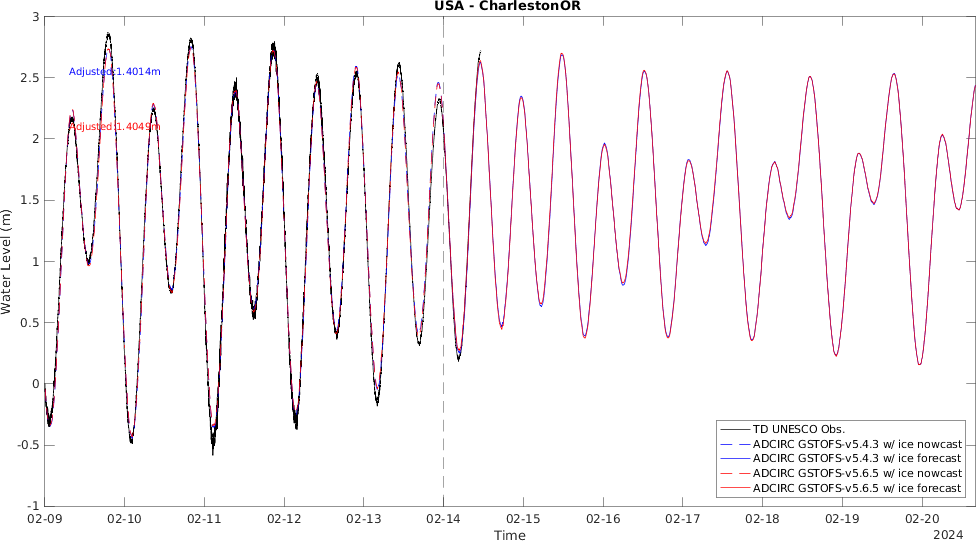 USA - CharlestonOR
3
2.5
2
1.5
1
0.5
0
-0.5
-1
Water Level (m)
Adjusted:1.4014m
Adjusted:1.4049m
TD UNESCO Obs.
ADCIRC GSTOFS-v5.4.3 w/ ice nowcast
ADCIRC GSTOFS-v5.4.3 w/ ice forecast
ADCIRC GSTOFS-v5.6.5 w/ ice nowcast
ADCIRC GSTOFS-v5.6.5 w/ ice forecast
02-09 02-10 02-11 02-12 02-13 02-14 02-15 02-16 02-17 02-18 02-19 02-20
Time
2024